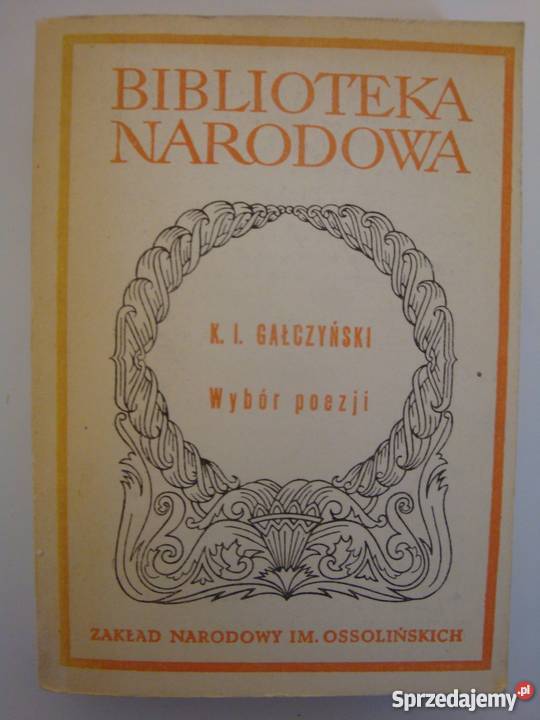 BIBLIOTEKA
NARODOWA
K. I. GAŁCZYŃSKI
Wybór poezji
ZAKŁAD NARODOWY IM. OSSOLIŃSKICH
Sprzedajemy.pl